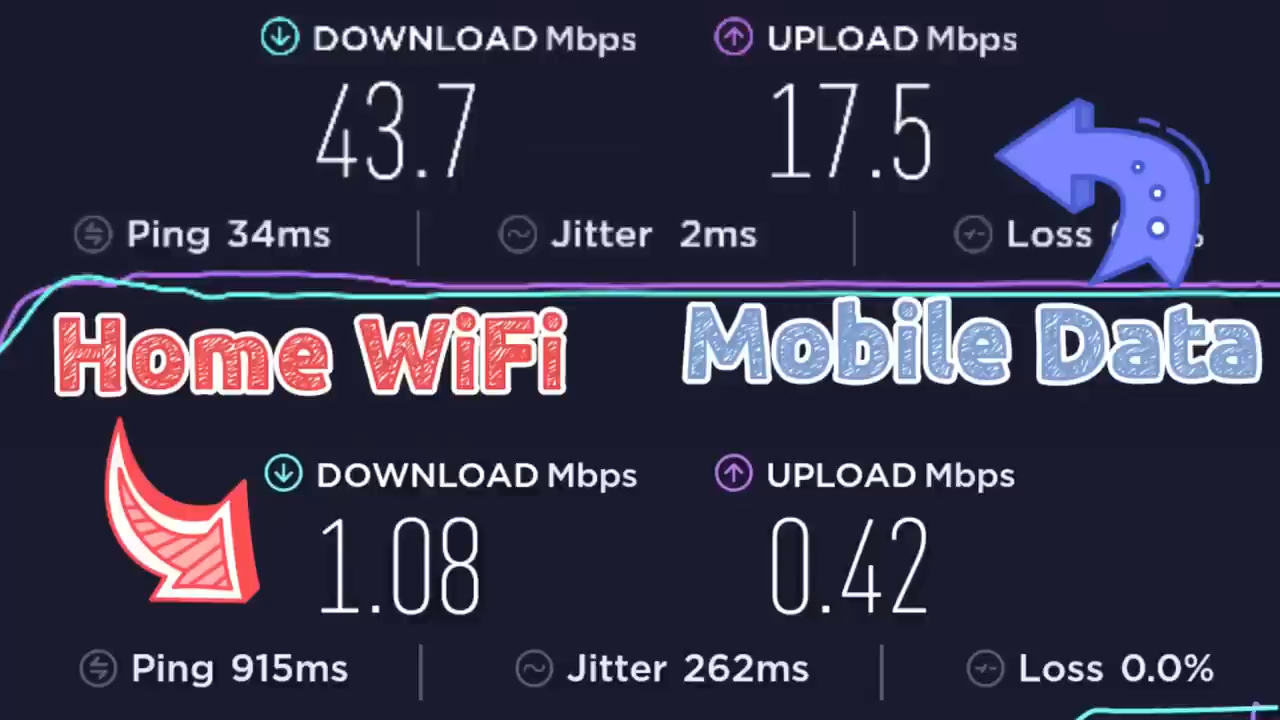 DOWNLOAD Mbps UPLOAD Mbps
43.7 17.5
Ping 34ms Jitter 2ms Loss
Home WiFi Mobile Data
DOWNLOAD Mbps UPLOAD Mbps
1.08 0.42
Ping 915ms Jitter 262ms Loss 0.0%